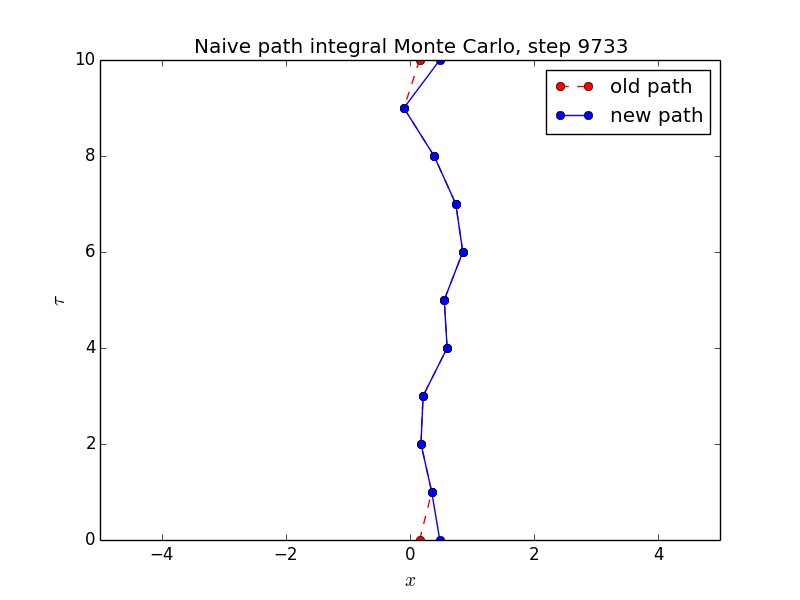 Naive path integral Monte Carlo, step 9733
10
8
6
4
2
0
τ
old path
new path
−4
−2
0
2
4
x